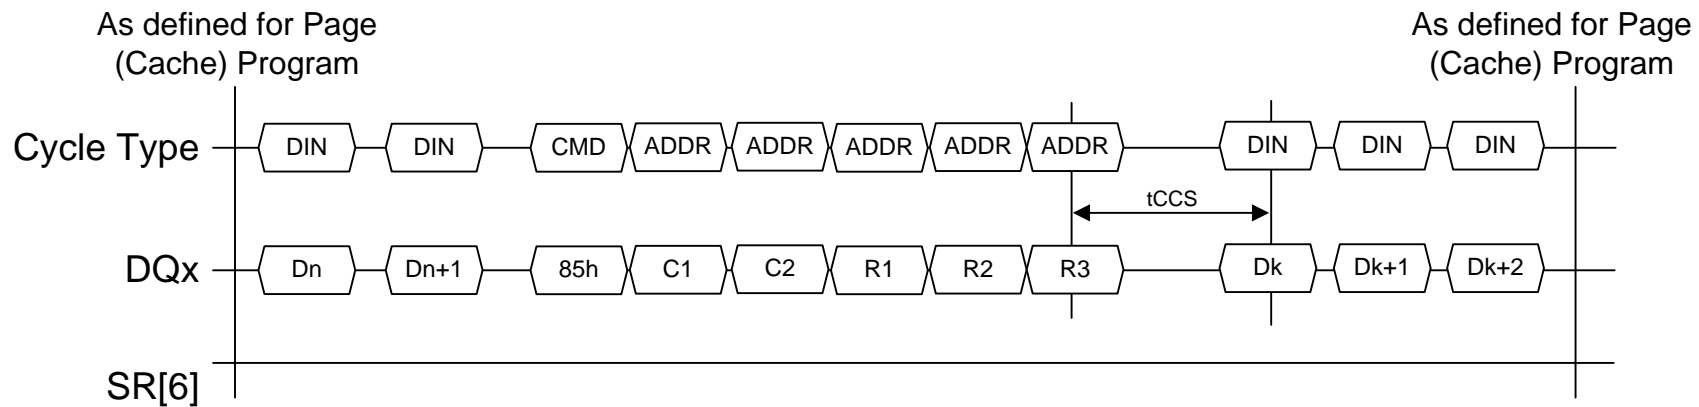 As defined for Page
(Cache) Program
As defined for Page
(Cache) Program
Cycle Type DIN DIN CMD ADDR ADDR ADDR ADDR ADDR DIN DIN DIN
tCCS
DQx Dn Dn+1 85h C1 C2 R1 R2 R3 Dk Dk+1 Dk+2
SR[6]